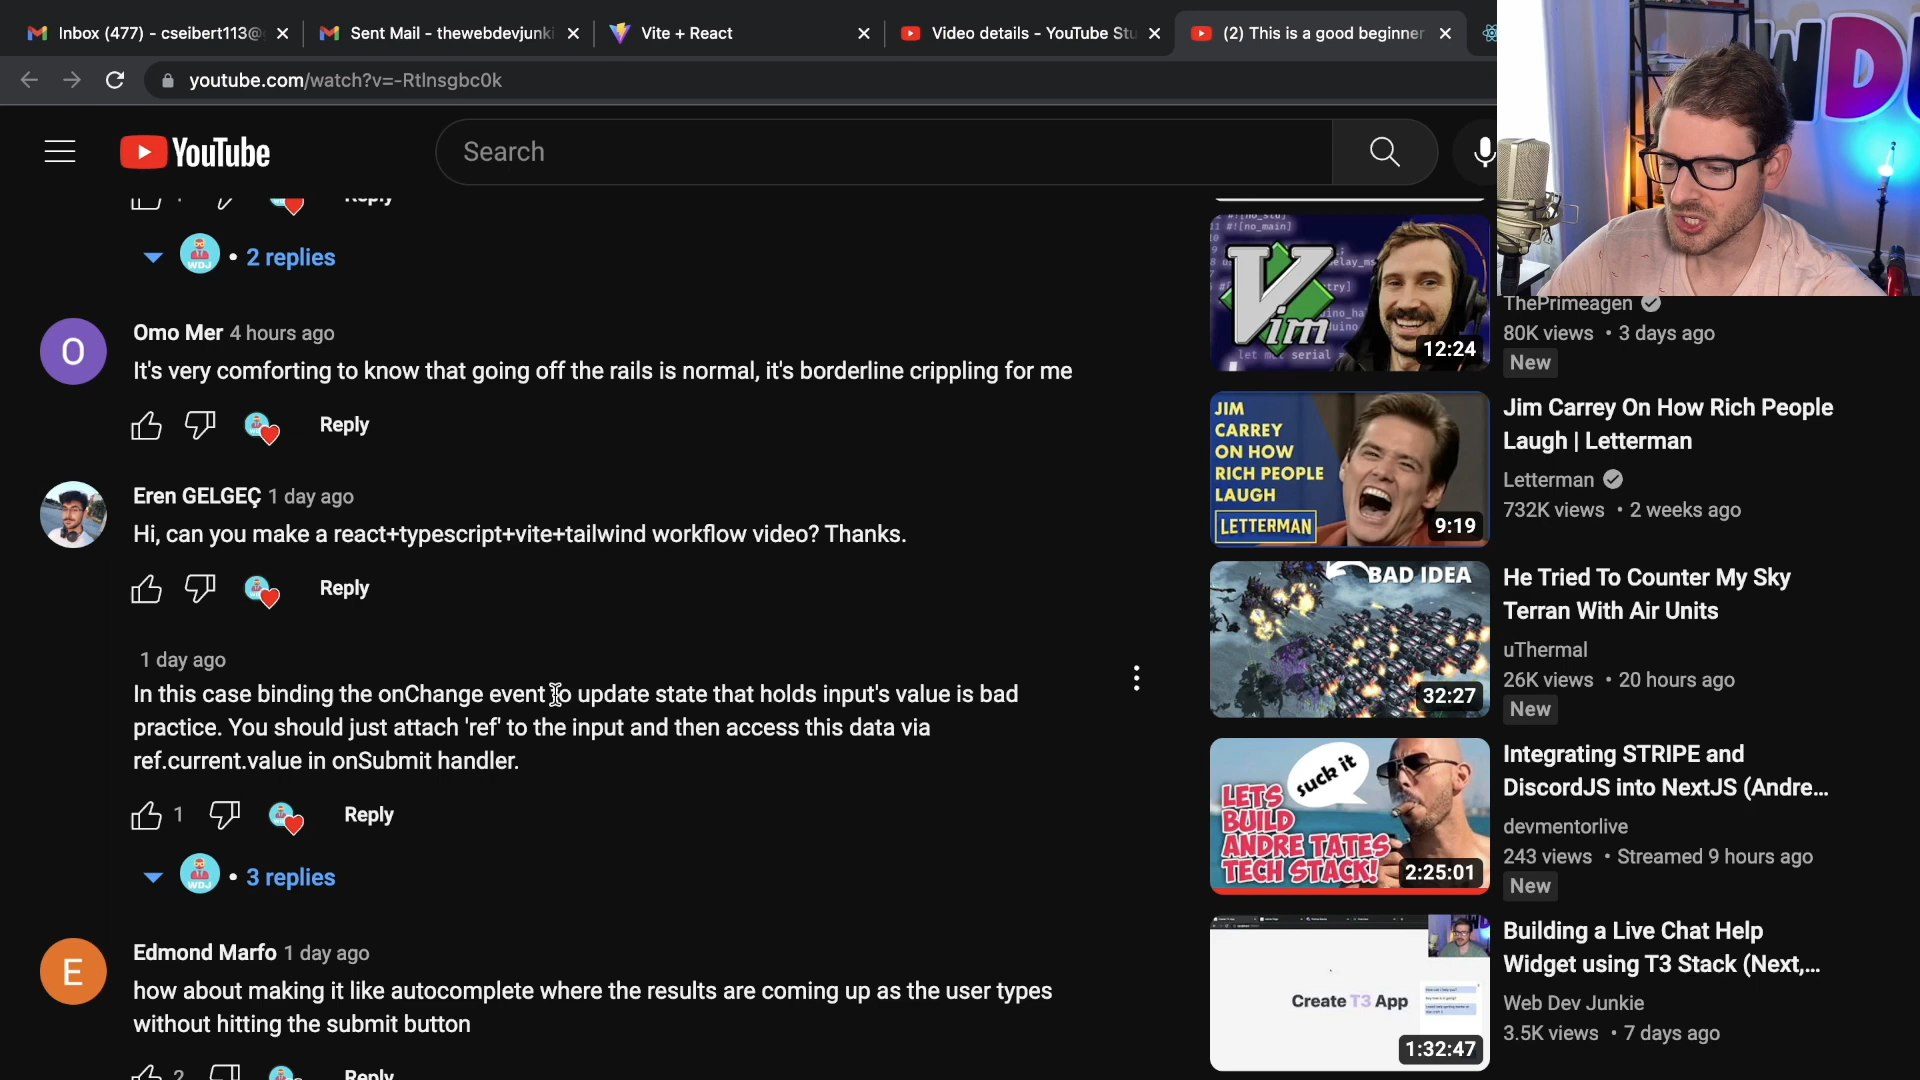 Inbox (477) - cseibert113@
Sent Mail - thewebdevjunki
Vite + React
Video details - YouTube Stu
(2) This is a good beginner
youtube.com/watch?v=-RtInsgbc0k
YouTube
Search
WDJ
2 replies
O
Omo Mer 4 hours ago
It's very comforting to know that going off the rails is normal, it's borderline crippling for me
Reply
Eren GELGEÇ 1 day ago
Hi, can you make a react+typescript+vite+tailwind workflow video? Thanks.
Reply
1 day ago
In this case binding the onChange event to update state that holds input's value is bad
practice. You should just attach 'ref' to the input and then access this data via
ref.current.value in onSubmit handler.
1
Reply
WDJ
3 replies
E
Edmond Marfo 1 day ago
how about making it like autocomplete where the results are coming up as the user types
without hitting the submit button
2
Reply
Vim
12:24
ThePrimeagen
80K views • 3 days ago
New
JIM
CARREY
ON HOW
RICH PEOPLE
LAUGH
LETTERMAN
9:19
Jim Carrey On How Rich People
Laugh | Letterman
Letterman
732K views • 2 weeks ago
BAD IDEA
32:27
He Tried To Counter My Sky
Terran With Air Units
uThermal
26K views • 20 hours ago
New
suck it
LETS
BUILD
ANDRE TATES
TECH STACK!
2:25:01
Integrating STRIPE and
DiscordJS into NextJS (Andre...
devmentorlive
243 views • Streamed 9 hours ago
New
Create T3 App
1:32:47
Building a Live Chat Help
Widget using T3 Stack (Next,...
Web Dev Junkie
3.5K views • 7 days ago